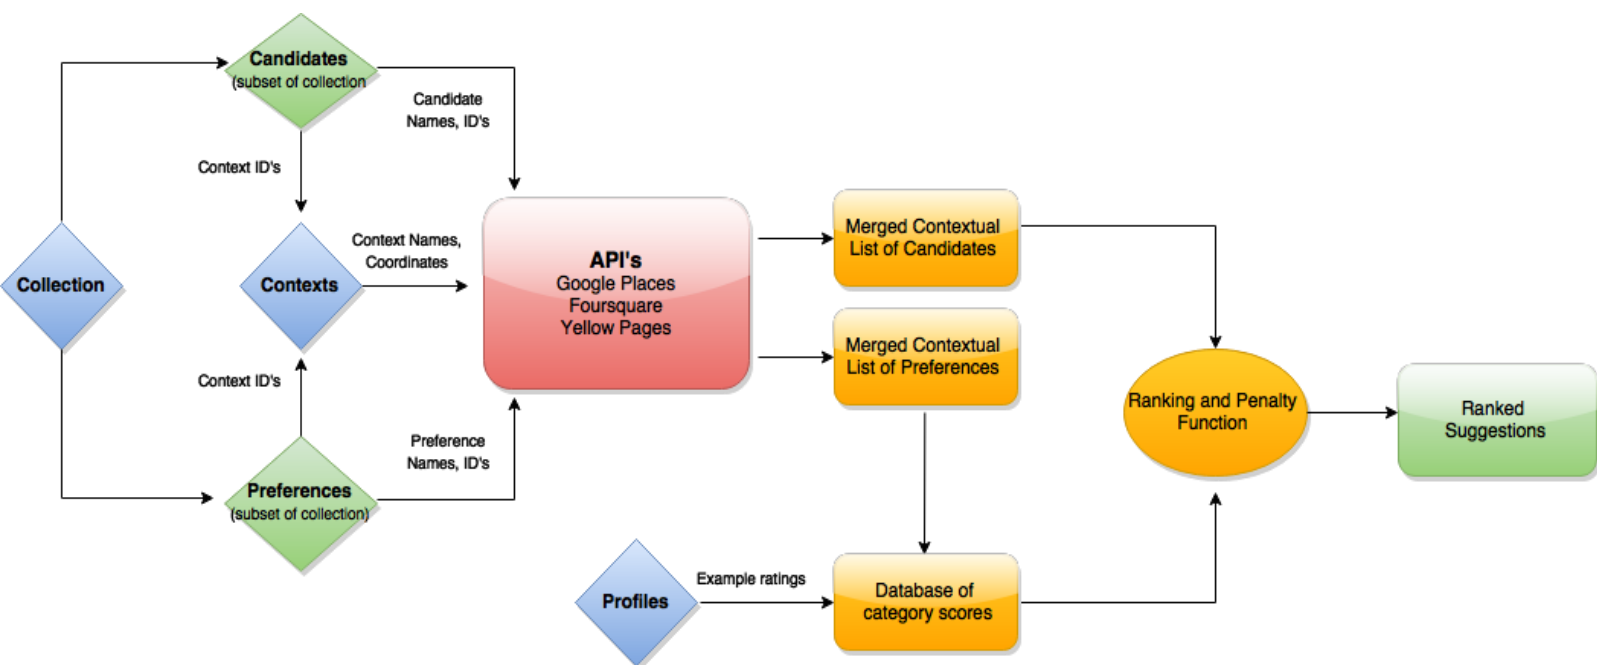 Candidates
(subset of collection
Candidate
Names, ID's
Context ID's
Context Names,
Coordinates
Collection
Contexts
API's
Google Places
Foursquare
Yellow Pages
Merged Contextual
List of Candidates
Merged Contextual
List of Preferences
Context ID's
Preference
Names, ID's
Preferences
(subset of collection)
Ranking and Penalty
Function
Ranked
Suggestions
Profiles
Example ratings
Database of
category scores